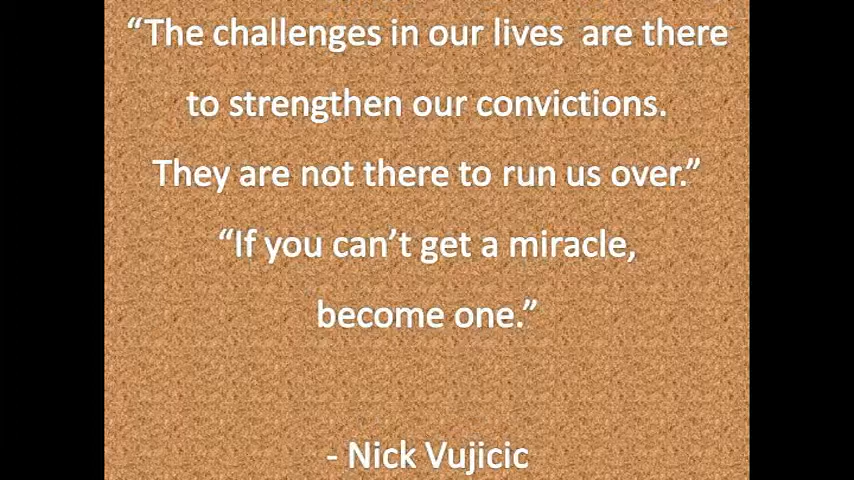 “The challenges in our lives  are there
to strengthen our convictions.
They are not there to run us over.”
“If you can’t get a miracle,
become one.”
- Nick Vujicic